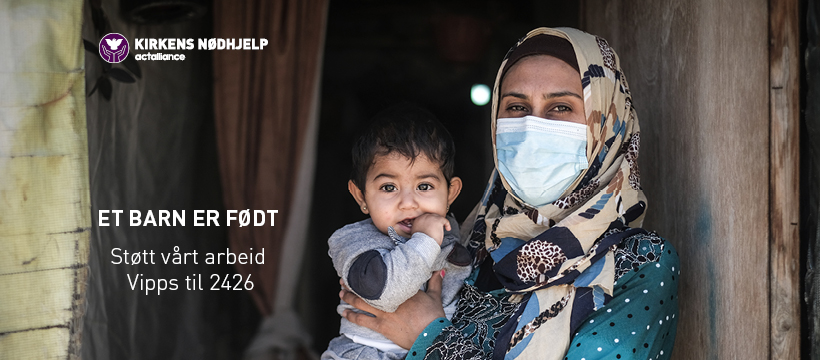 KIRKENS NØDHJELP
actalliance
ET BARN ER FØDT
Støtt vårt arbeid
Vipps til 2426